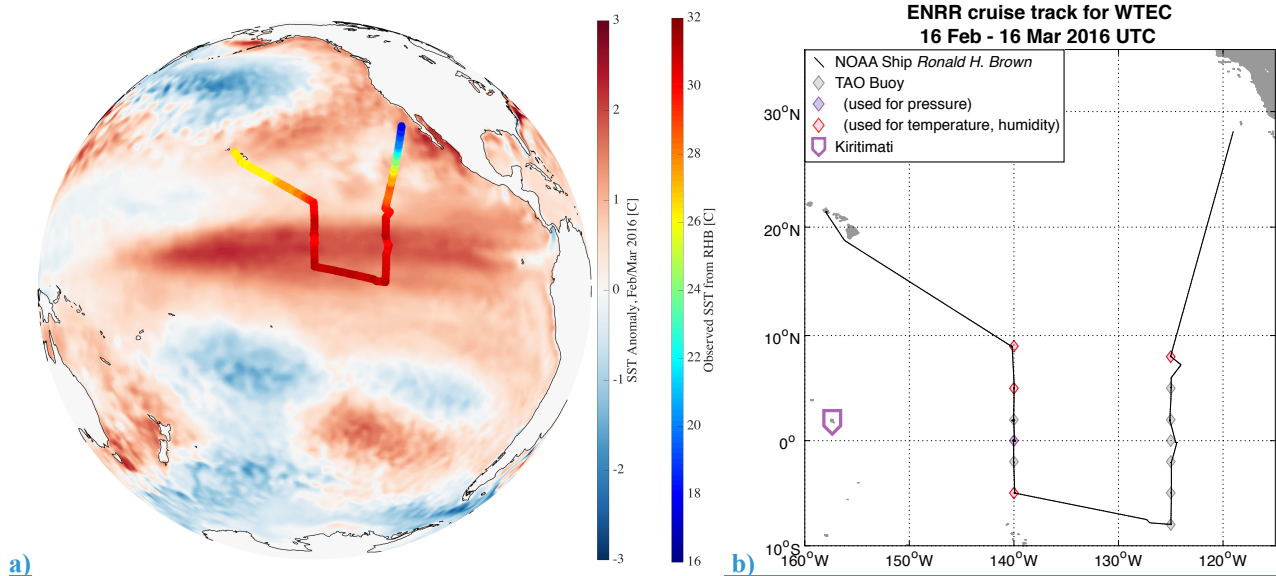 3
2
1
0
-1
-2
-3
SST Anomaly, Feb/Mar 2016 [C]
32
30
28
26
24
22
20
18
16
Observed SST from RHB [C]
a)
ENRR cruise track for WTEC
16 Feb - 16 Mar 2016 UTC
NOAA Ship Ronald H. Brown
TAO Buoy
(used for pressure)
(used for temperature, humidity)
Kiritimati
30°N
20°N
10°N
0°
10°S
160°W
150°W
140°W
130°W
120°W
b)